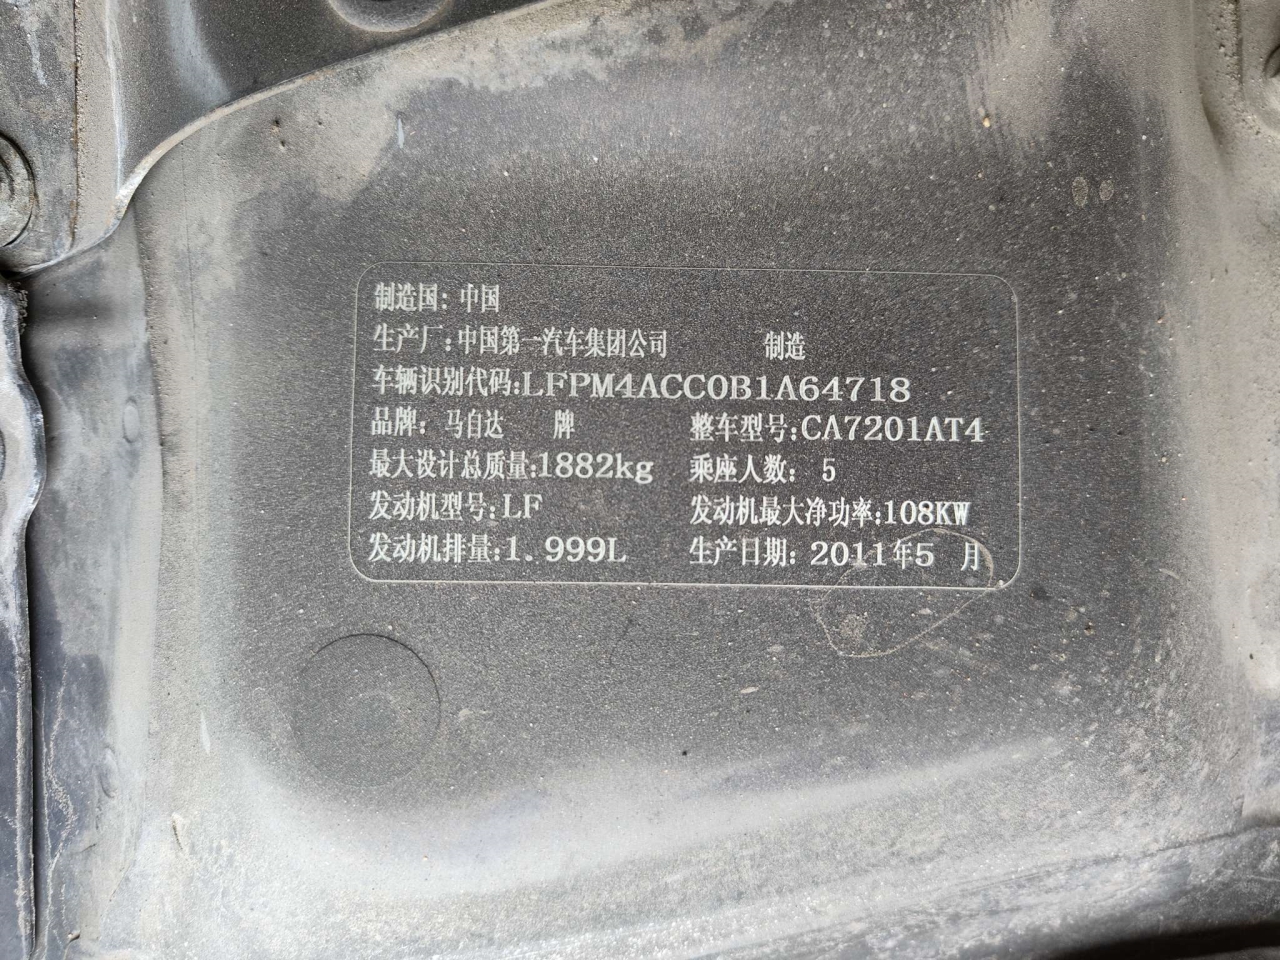 制造国：中国
生产厂：中国第一汽车集团公司 制造
车辆识别代码：LFPM4ACC0B1A64718
品牌：马自达 牌 整车型号：CA7201AT4
最大设计总质量：1882kg 乘座人数：5
发动机型号：LF 发动机最大净功率：108KW
发动机排量：1.999L 生产日期：2011年5 月